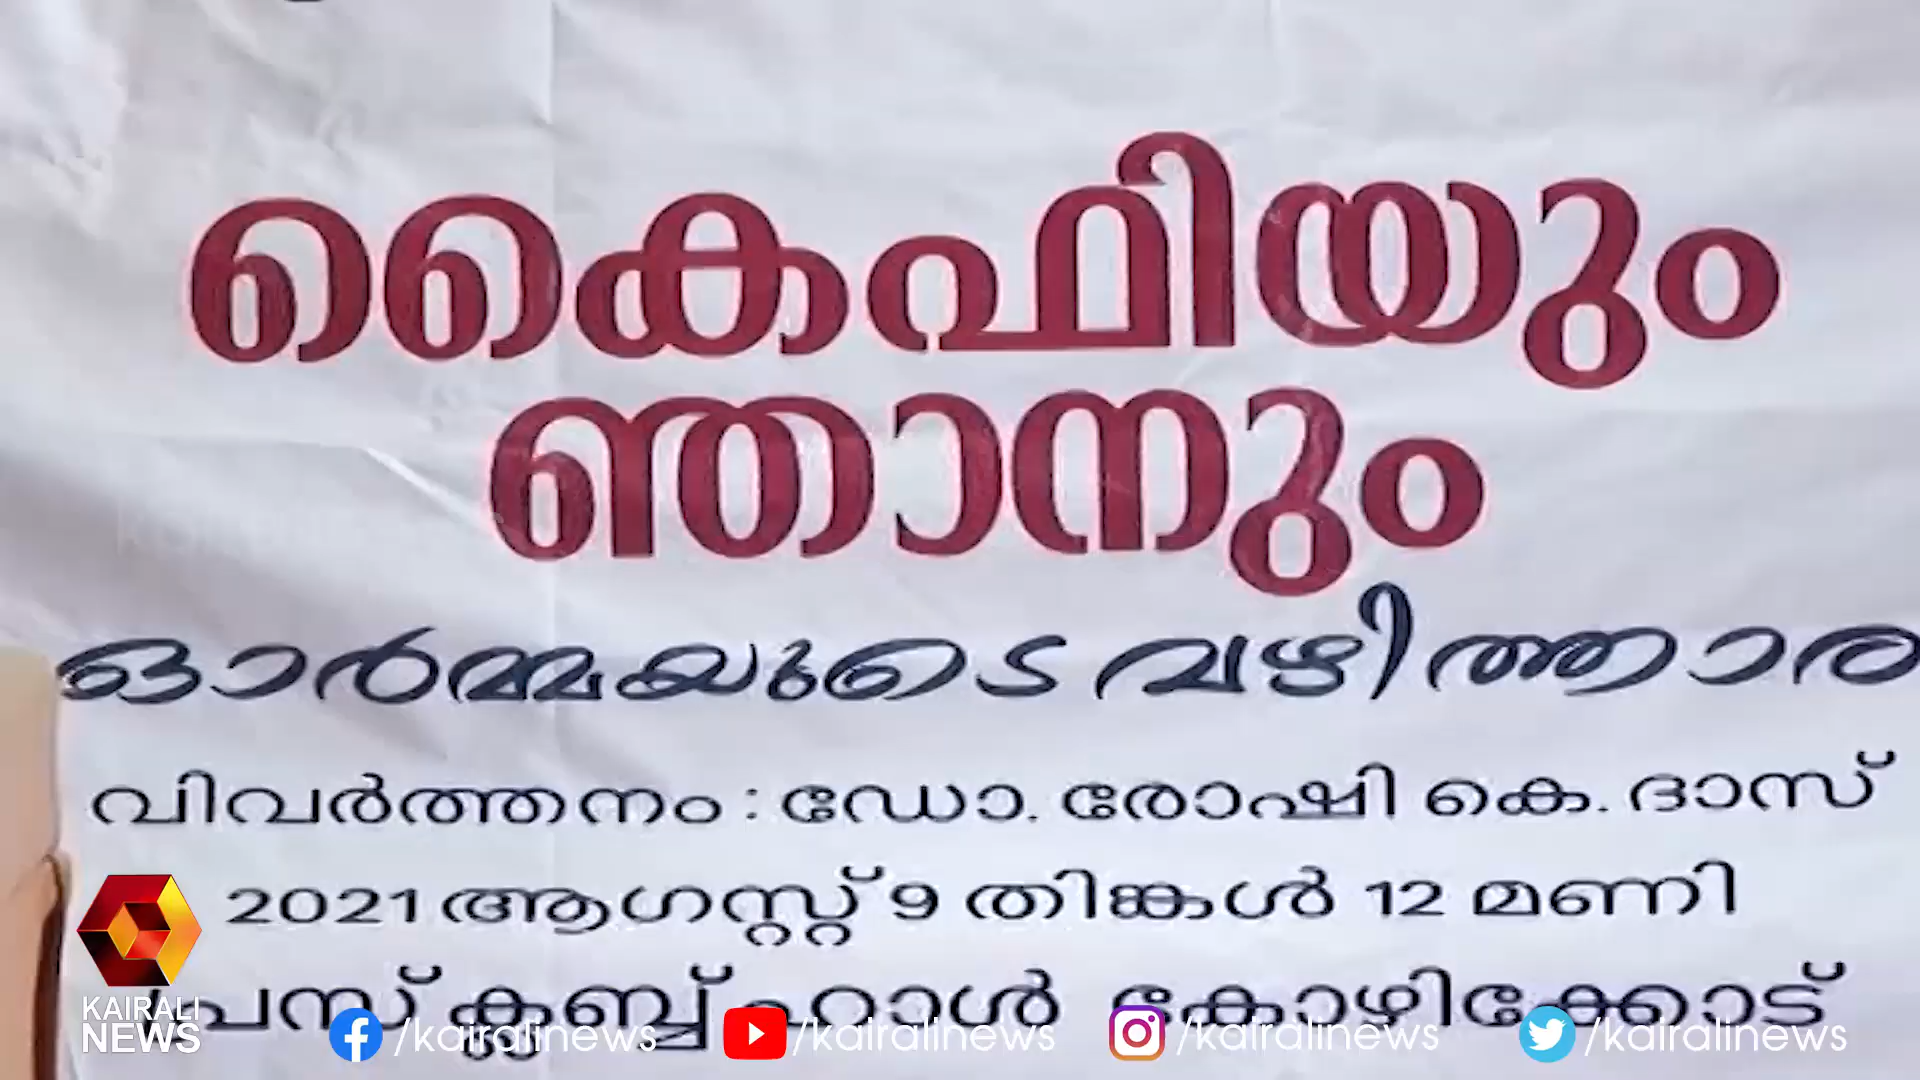 കൈഫിയും
ഞാനും
ഓർമ്മയുടെ വഴിത്താര
വിവർത്തനം : ഡോ. രോഷ്നി കെ. ദാസ്
2021 ആഗസ്റ്റ് 9 തിങ്കൾ 12 മണി
പ്രസ് ക്ലബ്ബ് ഹാൾ കോഴിക്കോട്
KAIRALI
NEWS
/kairalinews /kairalinews /kairalinews /kairalinews